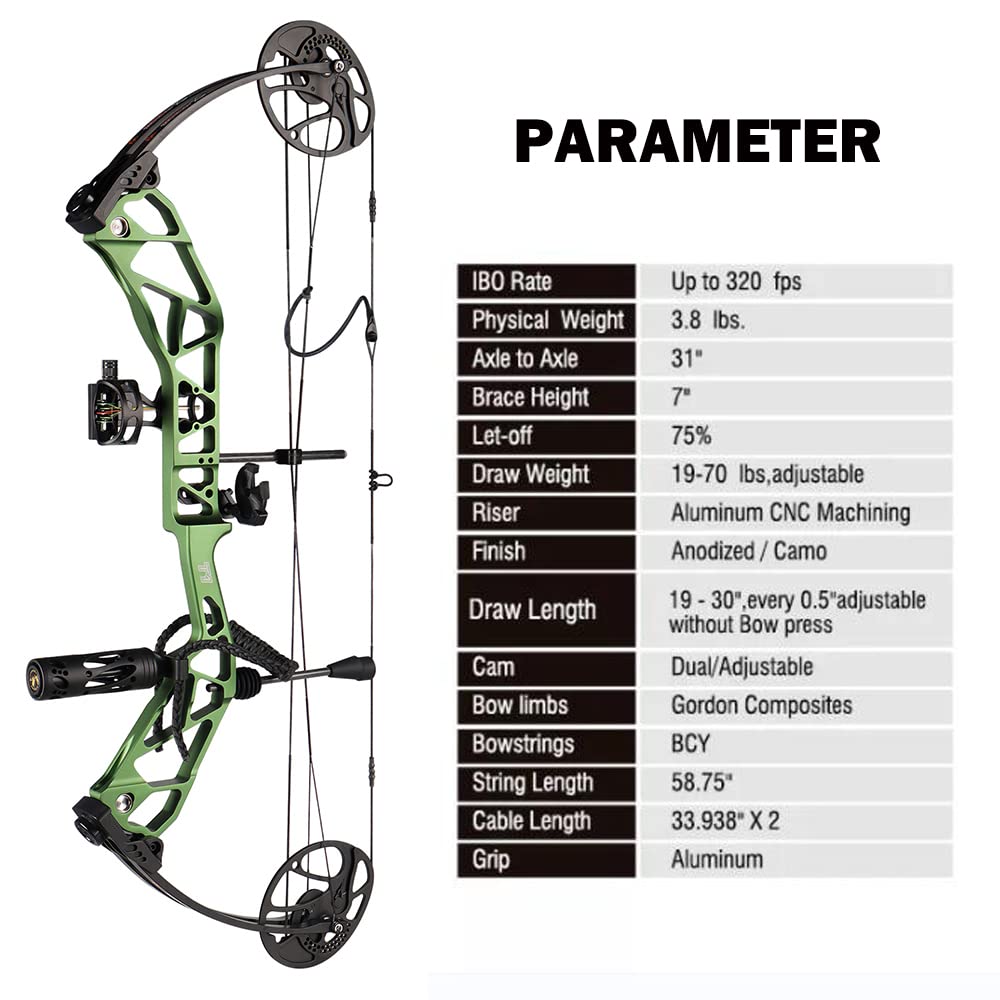 PARAMETER
IBO Rate Up to 320 fps
Physical Weight 3.8 lbs.
Axle to Axle 31"
Brace Height 7"
Let-off 75%
Draw Weight 19-70 lbs,adjustable
Riser Aluminum CNC Machining
Finish Anodized / Camo
Draw Length 19 - 30",every 0.5"adjustable
without Bow press
Cam Dual/Adjustable
Bow limbs Gordon Composites
Bowstrings BCY
String Length 58.75"
Cable Length 33.938" X 2
Grip Aluminum